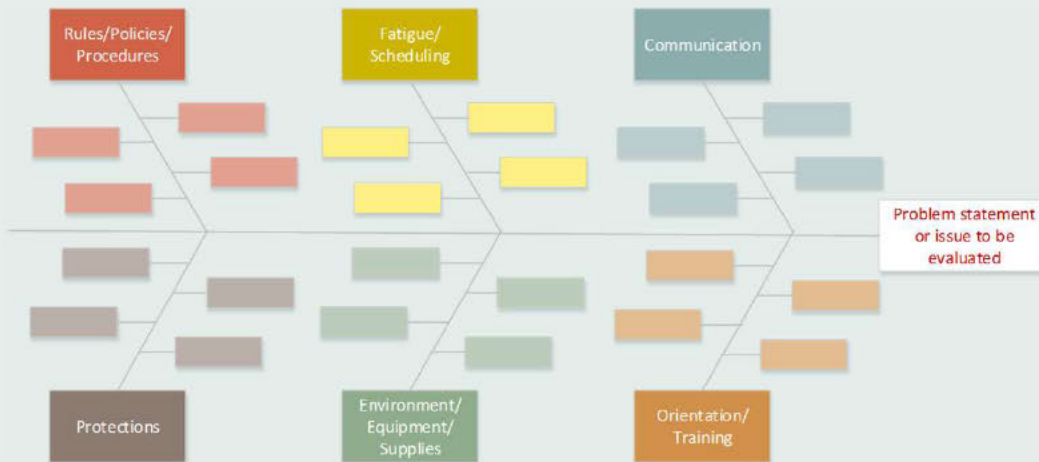 Rules/Policies/
Procedures
Fatigue/
Scheduling
Communication
Problem statement
or issue to be
evaluated
Protections
Environment/
Equipment/
Supplies
Orientation/
Training